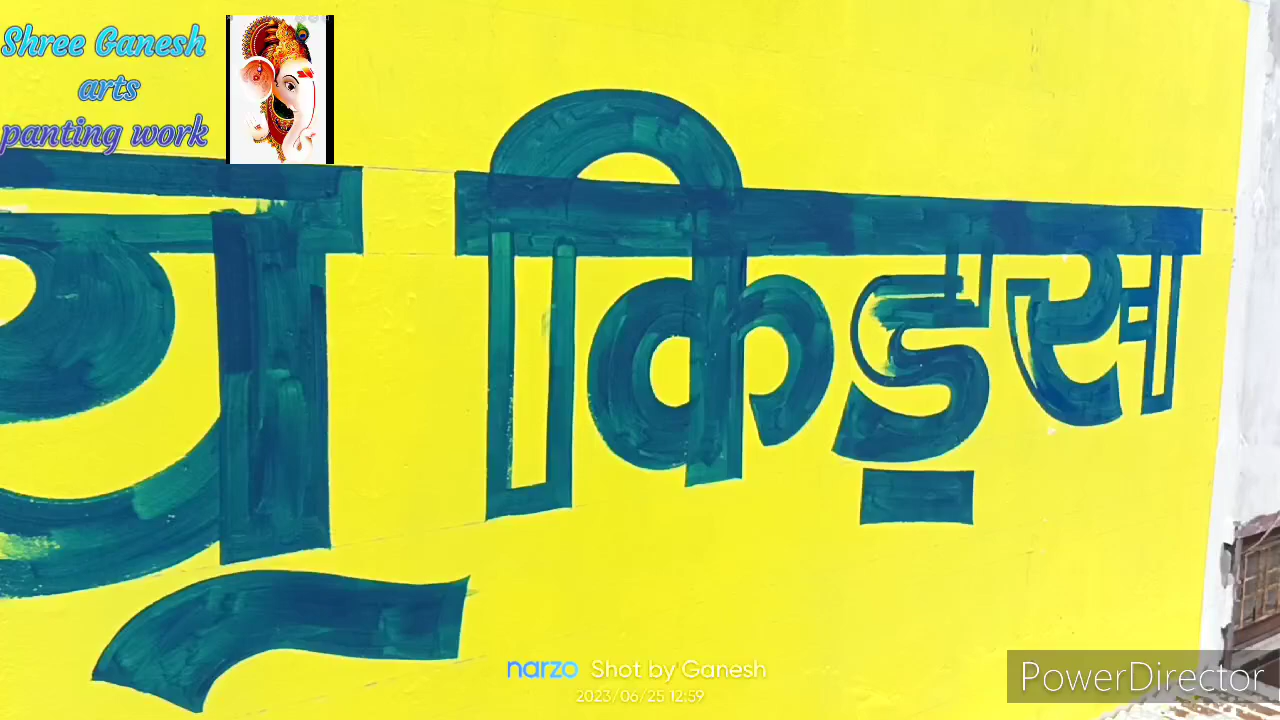 Shree Ganesh
arts
panting work
यू किड्स
narzo Shot by Ganesh
2023/06/25 12:59
PowerDirector